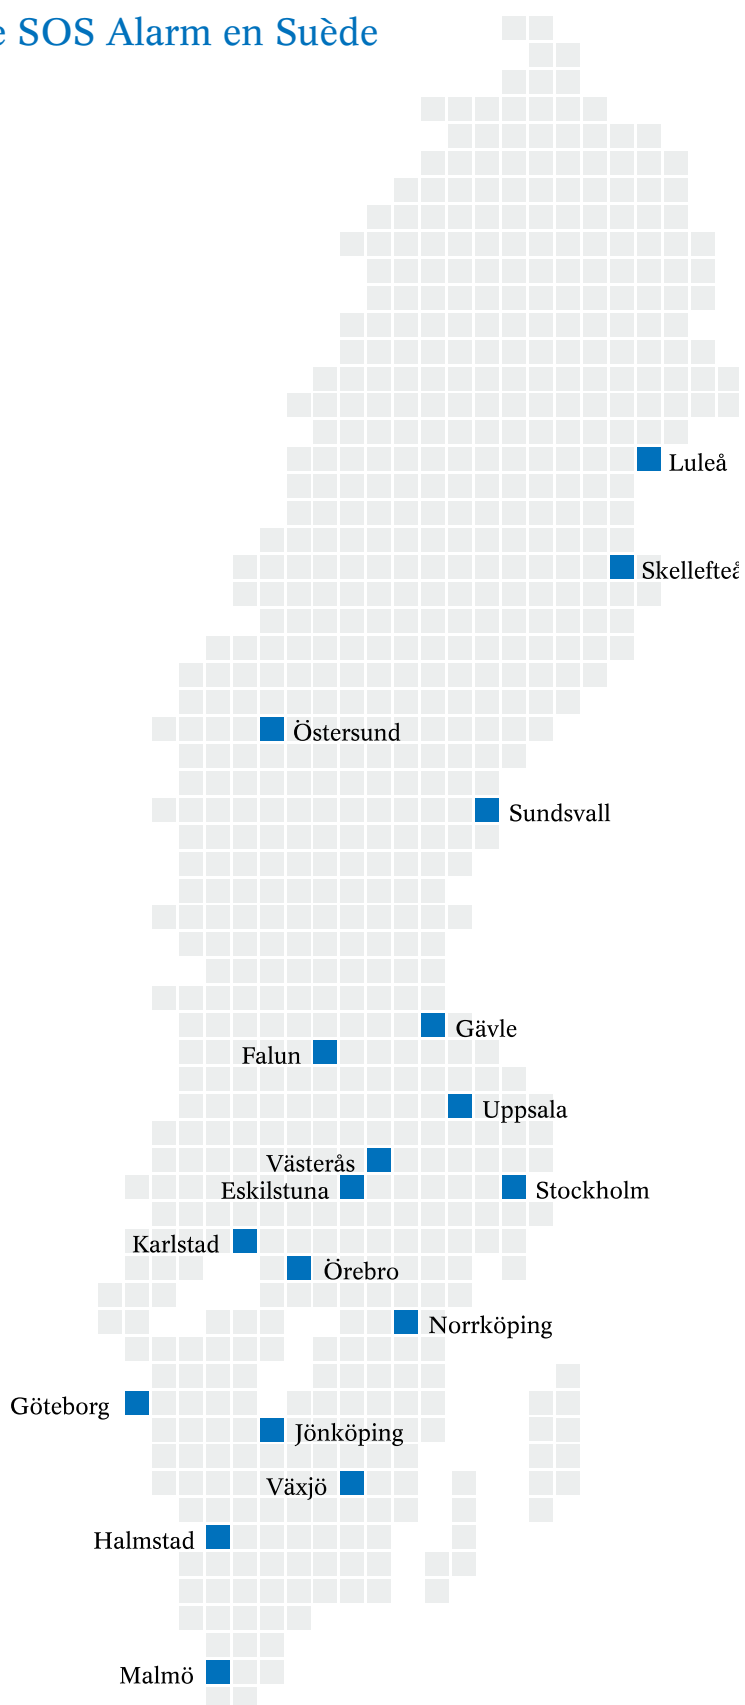 e SOS Alarm en Suède
Luleå
Skellefteå
Östersund
Sundsvall
Gävle
Falun
Uppsala
Västerås
Eskilstuna
Stockholm
Karlstad
Örebro
Norrköping
Göteborg
Jönköping
Växjö
Halmstad
Malmö